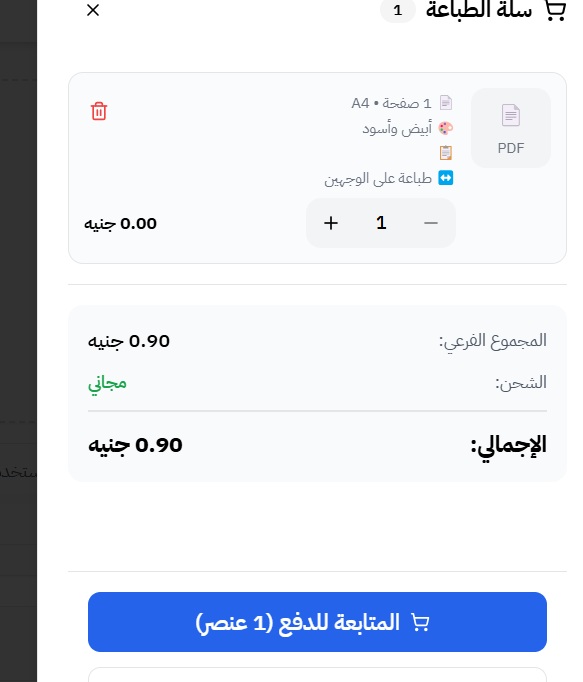 سلة الطباعة 1
1 صفحة • A4
أبيض وأسود
PDF
طباعة على الوجهين
1
0.00 جنيه
المجموع الفرعي: 0.90 جنيه
الشحن: مجاني
الإجمالي: 0.90 جنيه
المتابعة للدفع (1 عنصر)